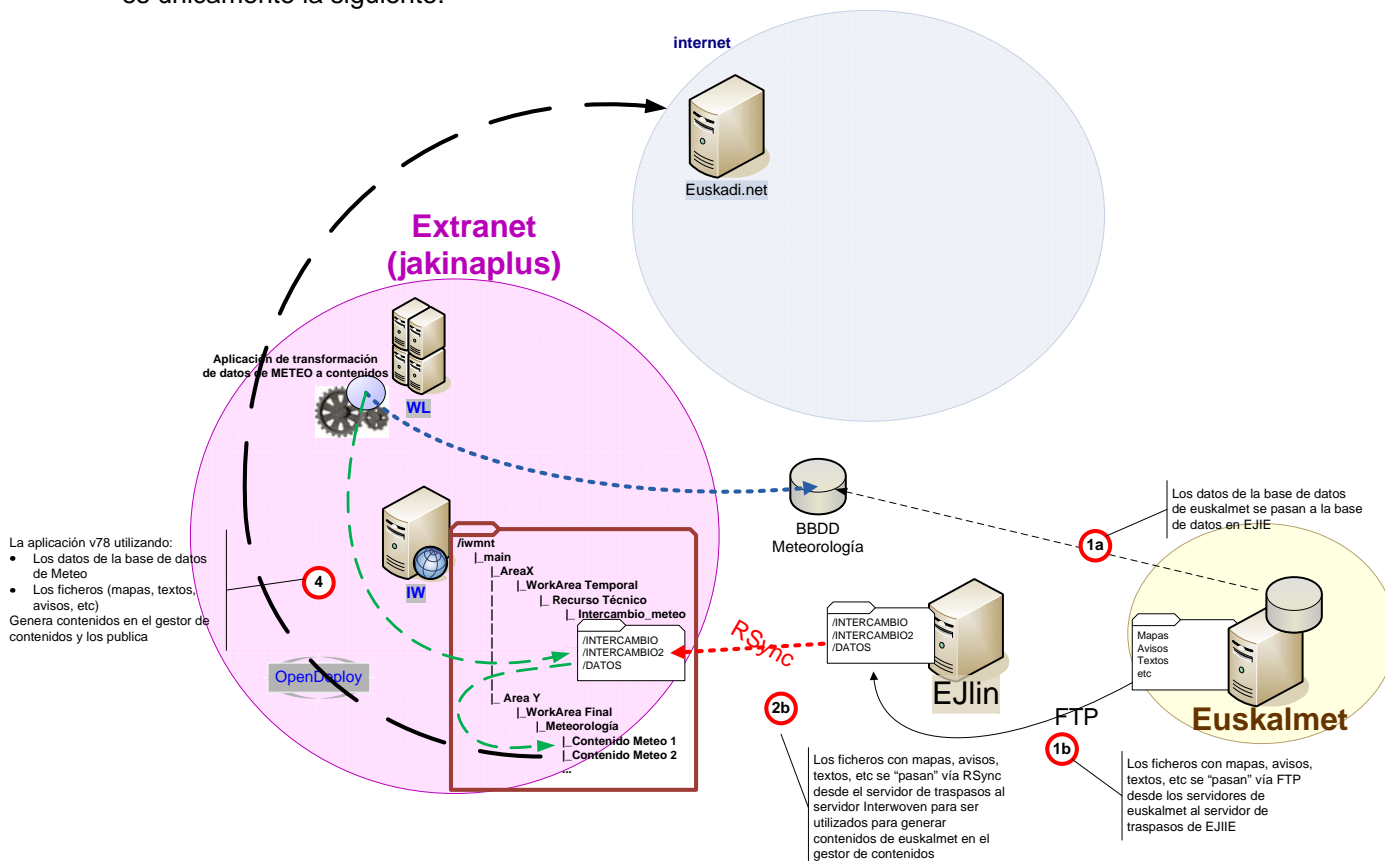 es únicamente la siguiente:
internet
Euskadi.net
Extranet
(jakinaplus)
Aplicación de transformación
de datos de METEO a contenidos
WL
BBDD
Meteorología
1a
Los datos de la base de datos
de euskalmet se pasan a la base
de datos en EJIE
La aplicación v78 utilizando:
• Los datos de la base de datos
de Meteo
• Los ficheros (mapas, textos,
avisos, etc)
Genera contenidos en el gestor de
contenidos y los publica
4
IW
OpenDeploy
/iwmnt
|_main
|_AreaX
|_WorkArea Temporal
|_ Recurso Técnico
|_ Intercambio_meteo
/INTERCAMBIO
/INTERCAMBIO2
/DATOS
|_ Area Y
|_WorkArea Final
|_Meteorología
|_Contenido Meteo 1
|_Contenido Meteo 2
...
RSync
2b
/INTERCAMBIO
/INTERCAMBIO2
/DATOS
EJlin
Mapas
Avisos
Textos
etc
Euskalmet
FTP
1b
Los ficheros con mapas, avisos,
textos, etc se “pasan” vía RSync
desde el servidor de traspasos al
servidor Interwoven para ser
utilizados para generar
contenidos de euskalmet en el
gestor de contenidos
Los ficheros con mapas, avisos,
textos, etc se “pasan” vía FTP
desde los servidores de
euskalmet al servidor de
traspasos de EJIIE